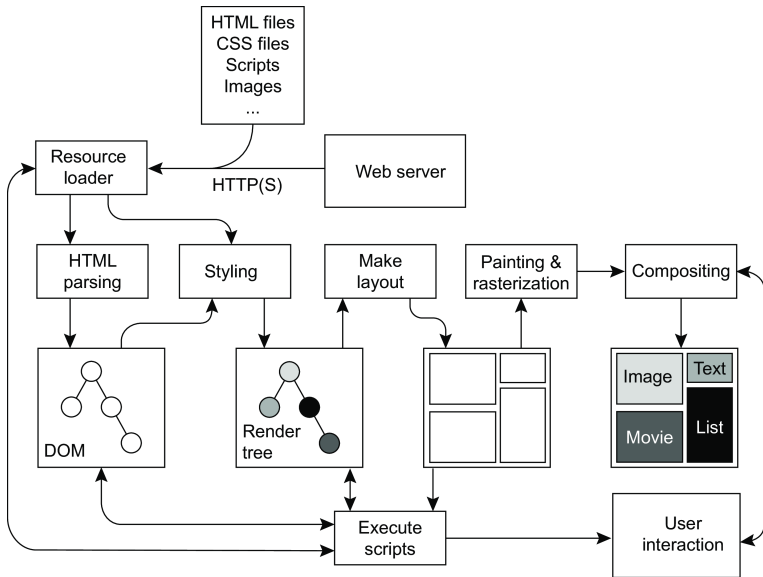 HTML files
CSS files
Scripts
Images
...
Resource
loader
HTTP(S)
Web server
HTML
parsing
Styling
Make
layout
Painting &
rasterization
Compositing
DOM
Render
tree
Image
Text
Movie
List
Execute
scripts
User
interaction